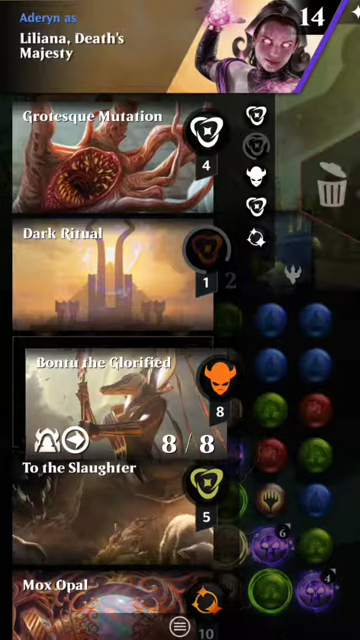 Aderyn as
14
Liliana, Death's
Majesty
Grotesque Mutation
4
Dark Ritual
1
2
Bontu the Glorified
8
8 / 8
To the Slaughter
5
6
4
Mox Opal
10